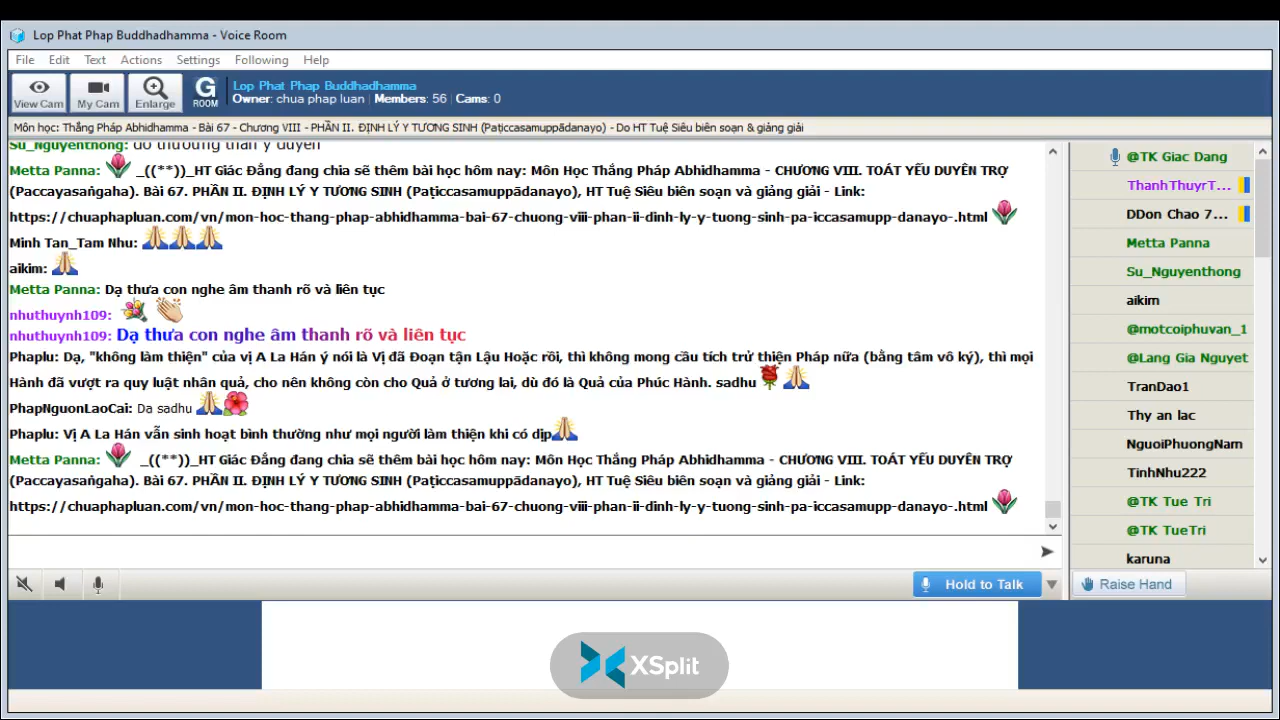 Lop Phat Phap Buddhadhamma - Voice Room
File Edit Text Actions Settings Following Help
View Cam My Cam Enlarge G ROOM
Lop Phat Phap Buddhadhamma
Owner: chua phap luan | Members: 56 | Cams: 0
Môn học: Thắng Pháp Abhidhamma - Bài 67 - Chương VIII - PHẦN II. ĐỊNH LÝ Y TƯƠNG SINH (Paṭiccasamuppādanayo) - Do HT Tuệ Siêu biên soạn & giảng giải
Su_Nguyenthong: do thương thân y duyên
Metta Panna: _((**))_HT Giác Đẳng đang chia sẽ thêm bài học hôm nay: Môn Học Thắng Pháp Abhidhamma - CHƯƠNG VIII. TOÁT YẾU DUYÊN TRỢ
(Paccayasaṅgaha). Bài 67. PHẦN II. ĐỊNH LÝ Y TƯƠNG SINH (Paṭiccasamuppādanayo), HT Tuệ Siêu biên soạn và giảng giải - Link:
https://chuaphapluan.com/vn/mon-hoc-thang-phap-abhidhamma-bai-67-chuong-viii-phan-ii-dinh-ly-y-tuong-sinh-pa-iccasamupp-danayo-.html
Minh Tan_Tam Nhu:
aikim:
Metta Panna: Dạ thưa con nghe âm thanh rõ và liên tục
nhuthuynh109:
nhuthuynh109: Dạ thưa con nghe âm thanh rõ và liên tục
Phaplu: Dạ, "không làm thiện" của vị A La Hán ý nói là Vị đã Đoạn tận Lậu Hoặc rồi, thì không mong cầu tích trử thiện Pháp nữa (bằng tâm vô ký), thì mọi
Hành đã vượt ra quy luật nhân quả, cho nên không còn cho Quả ở tương lai, dù đó là Quả của Phúc Hành. sadhu
PhapNguonLaoCai: Da sadhu
Phaplu: Vị A La Hán vẫn sinh hoạt bình thường như mọi người làm thiện khi có dịp
Metta Panna: _((**))_HT Giác Đẳng đang chia sẽ thêm bài học hôm nay: Môn Học Thắng Pháp Abhidhamma - CHƯƠNG VIII. TOÁT YẾU DUYÊN TRỢ
(Paccayasaṅgaha). Bài 67. PHẦN II. ĐỊNH LÝ Y TƯƠNG SINH (Paṭiccasamuppādanayo), HT Tuệ Siêu biên soạn và giảng giải - Link:
https://chuaphapluan.com/vn/mon-hoc-thang-phap-abhidhamma-bai-67-chuong-viii-phan-ii-dinh-ly-y-tuong-sinh-pa-iccasamupp-danayo-.html
@TK Giac Dang
ThanhThuyrT...
DDon Chao 7...
Metta Panna
Su_Nguyenthong
aikim
@motcoiphuvan_1
@Lang Gia Nguyet
TranDao1
Thy an lac
NguoiPhuongNam
TinhNhu222
@TK Tue Tri
@TK TueTri
karuna
Hold to Talk
Raise Hand
XSplit